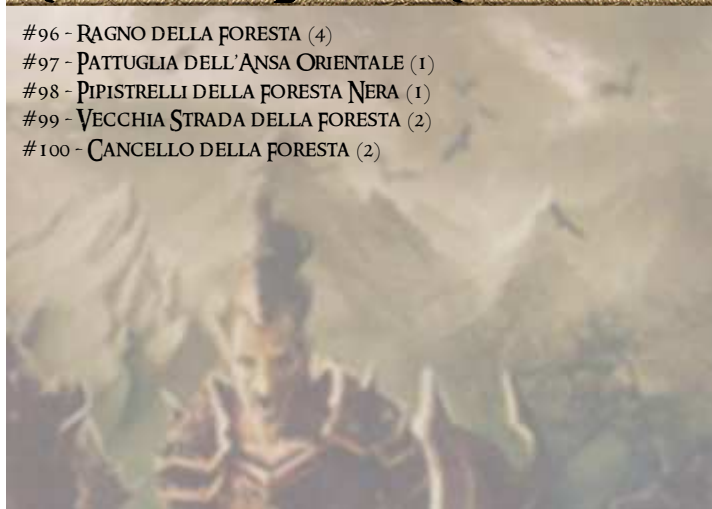 #96 - Ragno della Foresta (4)
#97 - Pattuglia dell'Ansa Orientale (1)
#98 - Pipistrelli della Foresta Nera (1)
#99 - Vecchia Strada della Foresta (2)
#100 - Cancello della Foresta (2)